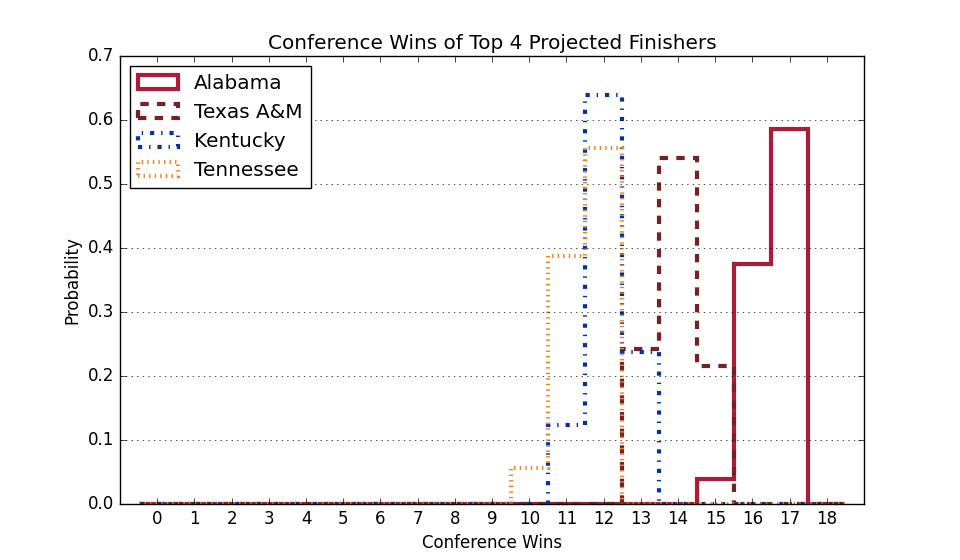 Conference Wins of Top 4 Projected Finishers
0.7
0.6
0.5
0.4
0.3
0.2
0.1
0.0
Probability
Alabama
Texas A&M
Kentucky
Tennessee
0 1 2 3 4 5 6 7 8 9 10 11 12 13 14 15 16 17 18
Conference Wins